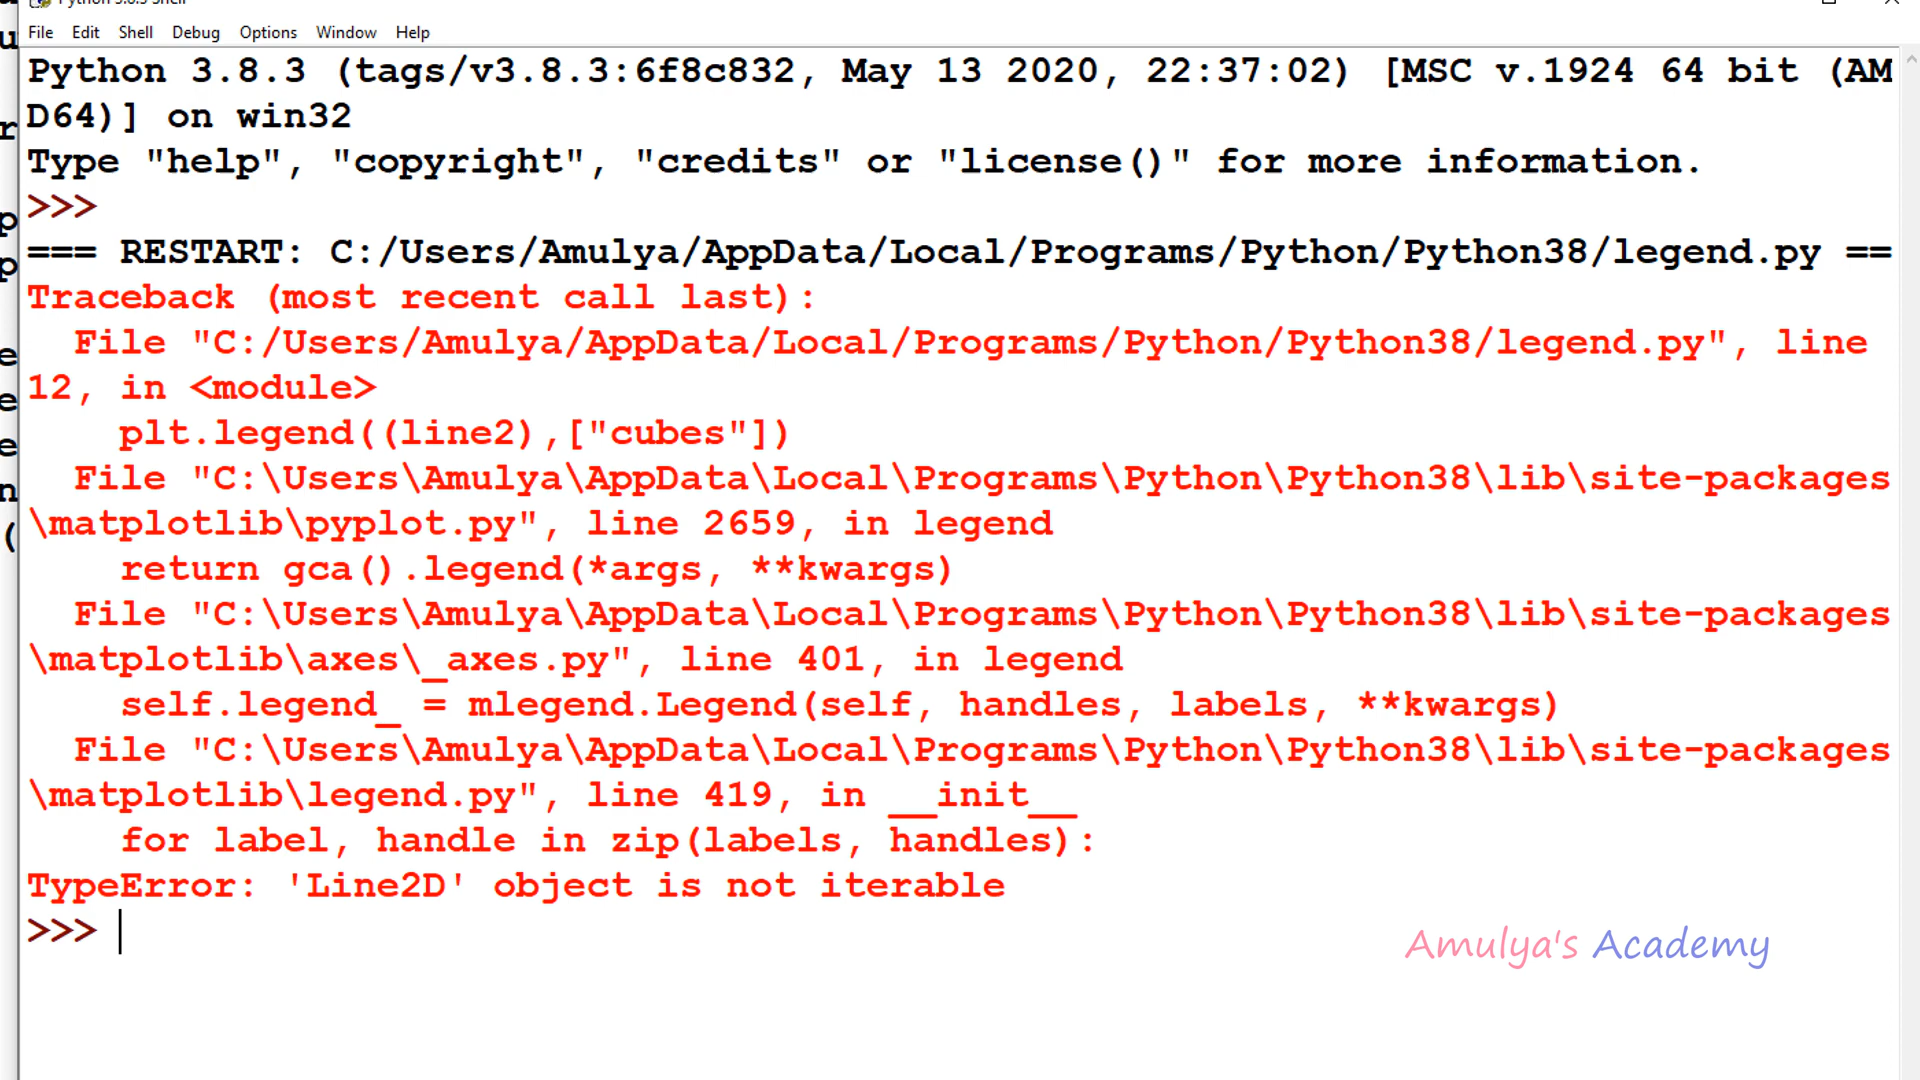 Python 3.8.3 Shell
File Edit Shell Debug Options Window Help
Python 3.8.3 (tags/v3.8.3:6f8c832, May 13 2020, 22:37:02) [MSC v.1924 64 bit (AM
D64)] on win32
Type "help", "copyright", "credits" or "license()" for more information.
>>>
=== RESTART: C:/Users/Amulya/AppData/Local/Programs/Python/Python38/legend.py ==
Traceback (most recent call last):
  File "C:/Users/Amulya/AppData/Local/Programs/Python/Python38/legend.py", line
12, in <module>
    plt.legend((line2),["cubes"])
  File "C:\Users\Amulya\AppData\Local\Programs\Python\Python38\lib\site-packages
\matplotlib\pyplot.py", line 2659, in legend
    return gca().legend(*args, **kwargs)
  File "C:\Users\Amulya\AppData\Local\Programs\Python\Python38\lib\site-packages
\matplotlib\axes\_axes.py", line 401, in legend
    self.legend_ = mlegend.Legend(self, handles, labels, **kwargs)
  File "C:\Users\Amulya\AppData\Local\Programs\Python\Python38\lib\site-packages
\matplotlib\legend.py", line 419, in __init__
    for label, handle in zip(labels, handles):
TypeError: 'Line2D' object is not iterable
>>>
Amulya's Academy